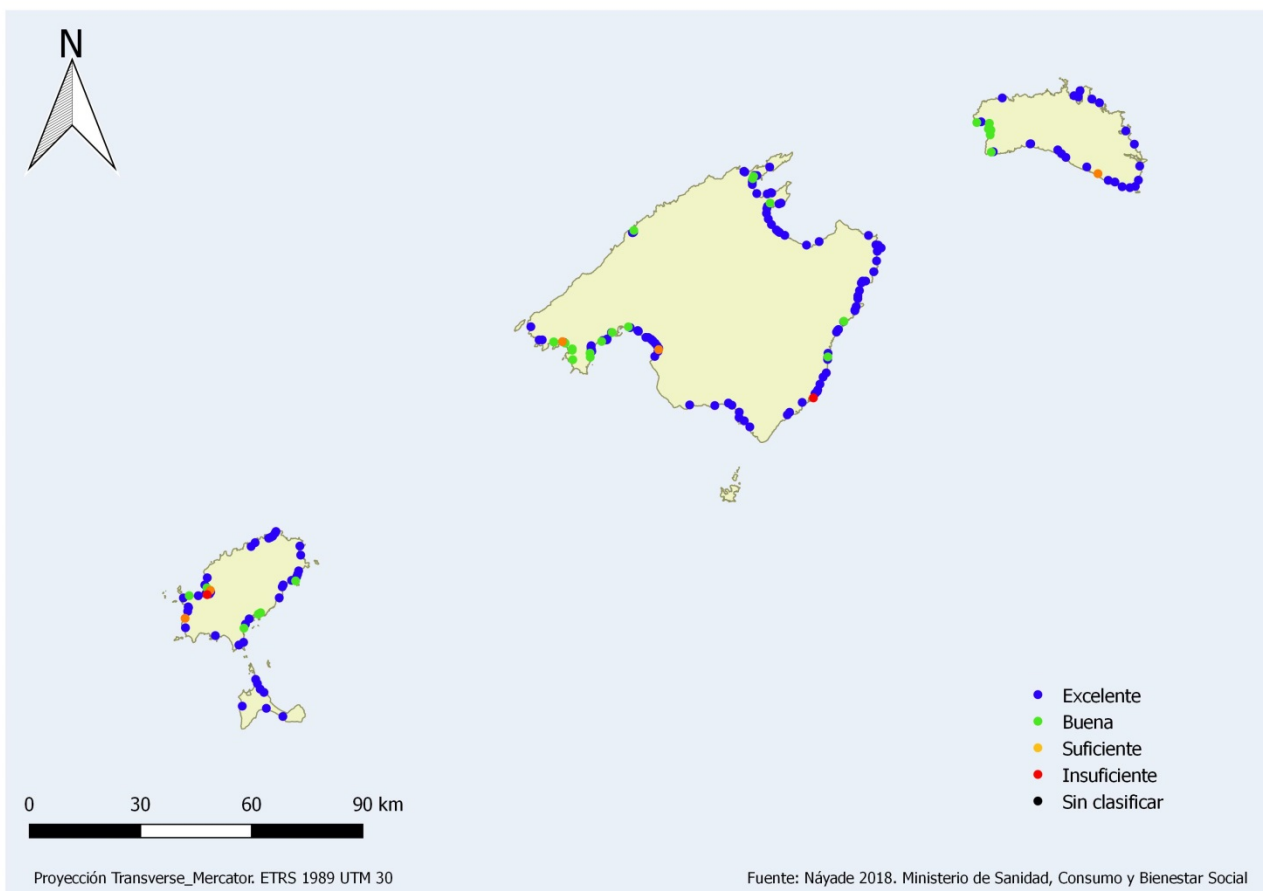 N
Excelente
Buena
Suficiente
Insuficiente
Sin clasificar
0 30 60 90 km
Proyección Transverse_Mercator. ETRS 1989 UTM 30
Fuente: Náyade 2018. Ministerio de Sanidad, Consumo y Bienestar Social